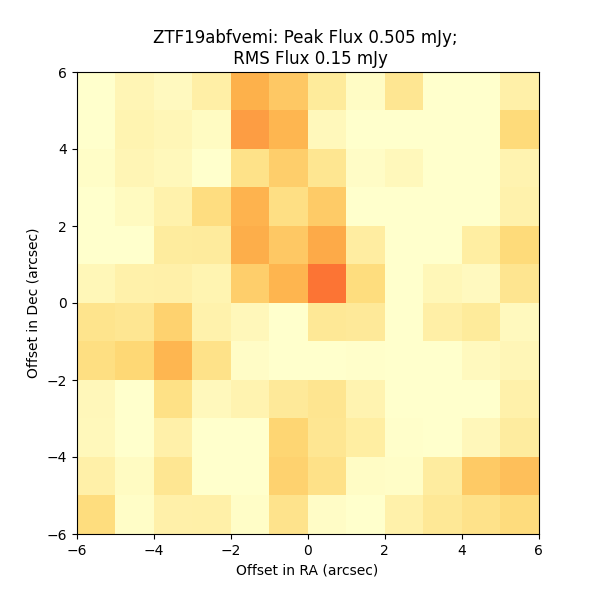 ZTF19abfvemi: Peak Flux 0.505 mJy;
RMS Flux 0.15 mJy
6
4
2
0
−2
−4
−6
Offset in Dec (arcsec)
−6 −4 −2 0 2 4 6
Offset in RA (arcsec)